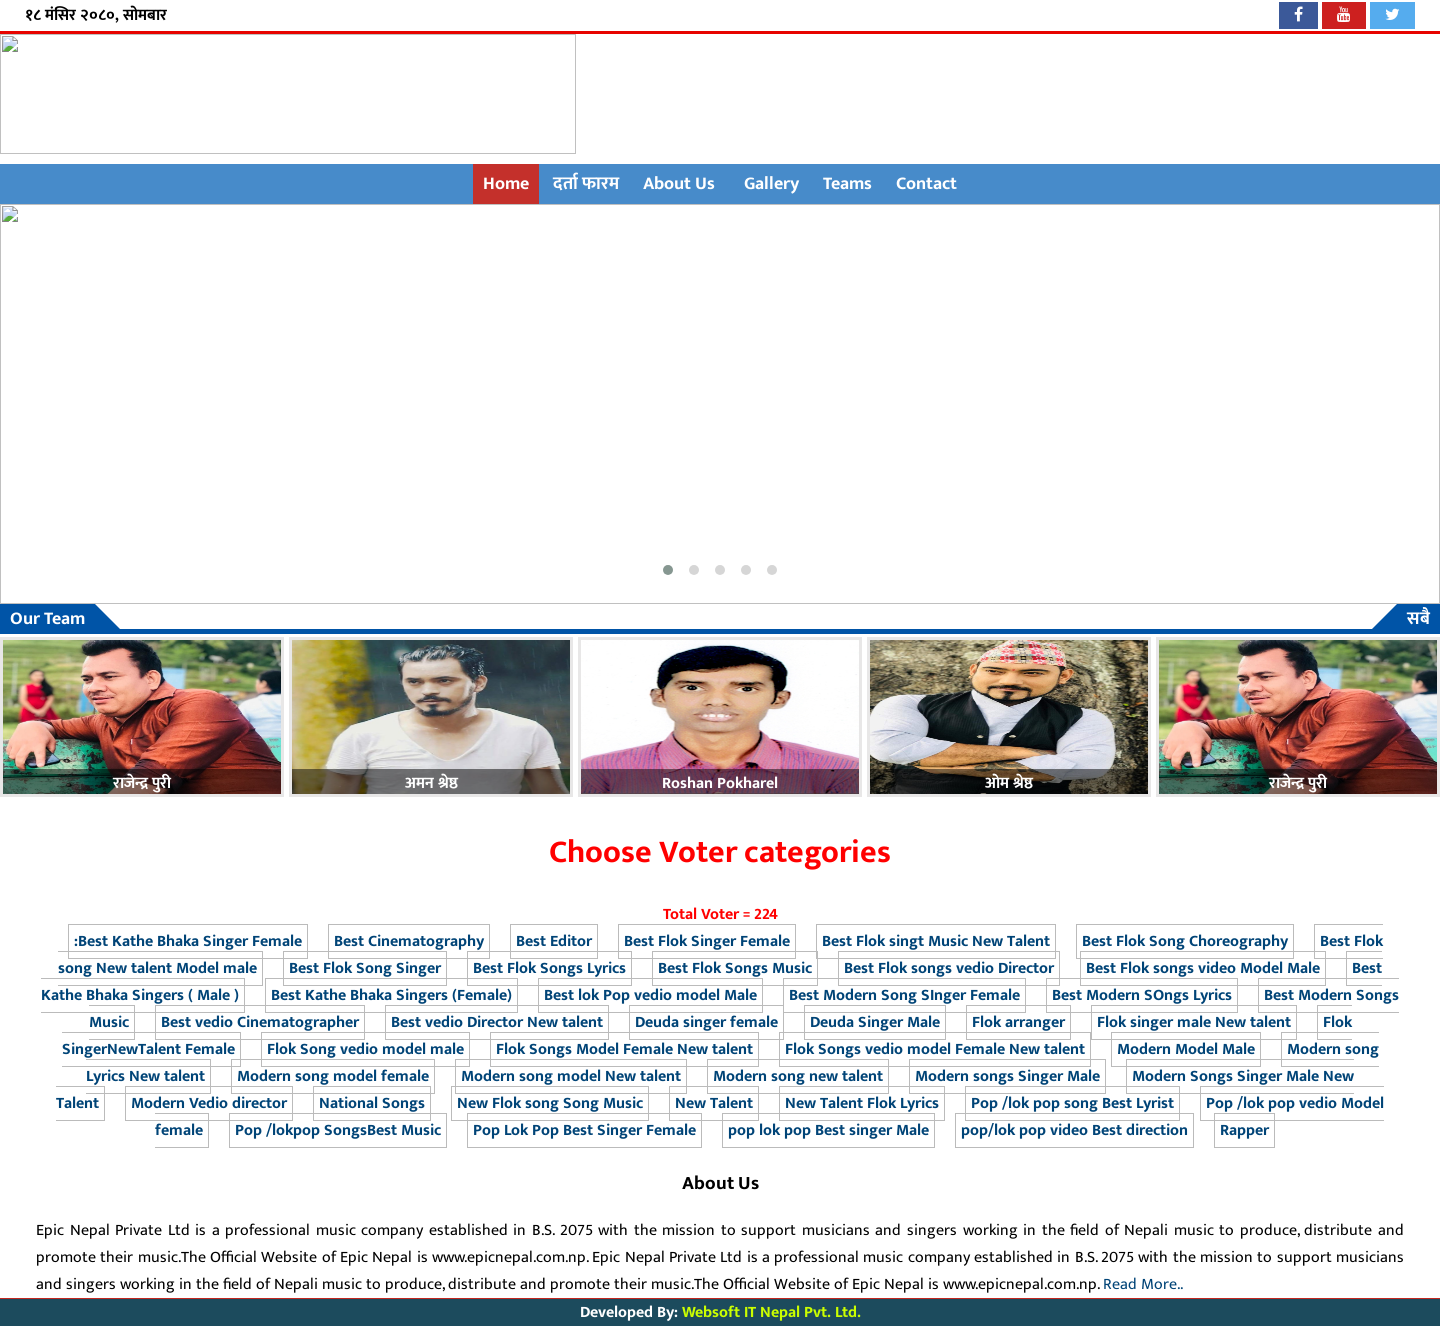 १८ मंसिर २०८०, सोमबार
Home दर्ता फारम About Us Gallery Teams Contact
Our Team सबै
राजेन्द्र पुरी अमन श्रेष्ठ Roshan Pokharel ओम श्रेष्ठ राजेन्द्र पुरी
Choose Voter categories
Total Voter = 224
:Best Kathe Bhaka Singer Female Best Cinematography Best Editor Best Flok Singer Female Best Flok singt Music New Talent Best Flok Song Choreography Best Flok
song New talent Model male Best Flok Song Singer Best Flok Songs Lyrics Best Flok Songs Music Best Flok songs vedio Director Best Flok songs video Model Male Best
Kathe Bhaka Singers ( Male ) Best Kathe Bhaka Singers (Female) Best lok Pop vedio model Male Best Modern Song SInger Female Best Modern SOngs Lyrics Best Modern Songs
Music Best vedio Cinematographer Best vedio Director New talent Deuda singer female Deuda Singer Male Flok arranger Flok singer male New talent Flok
SingerNewTalent Female Flok Song vedio model male Flok Songs Model Female New talent Flok Songs vedio model Female New talent Modern Model Male Modern song
Lyrics New talent Modern song model female Modern song model New talent Modern song new talent Modern songs Singer Male Modern Songs Singer Male New
Talent Modern Vedio director National Songs New Flok song Song Music New Talent New Talent Flok Lyrics Pop /lok pop song Best Lyrist Pop /lok pop vedio Model
female Pop /lokpop SongsBest Music Pop Lok Pop Best Singer Female pop lok pop Best singer Male pop/lok pop video Best direction Rapper
About Us
Epic Nepal Private Ltd is a professional music company established in B.S. 2075 with the mission to support musicians and singers working in the field of Nepali music to produce, distribute and
promote their music.The Official Website of Epic Nepal is www.epicnepal.com.np. Epic Nepal Private Ltd is a professional music company established in B.S. 2075 with the mission to support musicians
and singers working in the field of Nepali music to produce, distribute and promote their music.The Official Website of Epic Nepal is www.epicnepal.com.np. Read More..
Developed By: Websoft IT Nepal Pvt. Ltd.